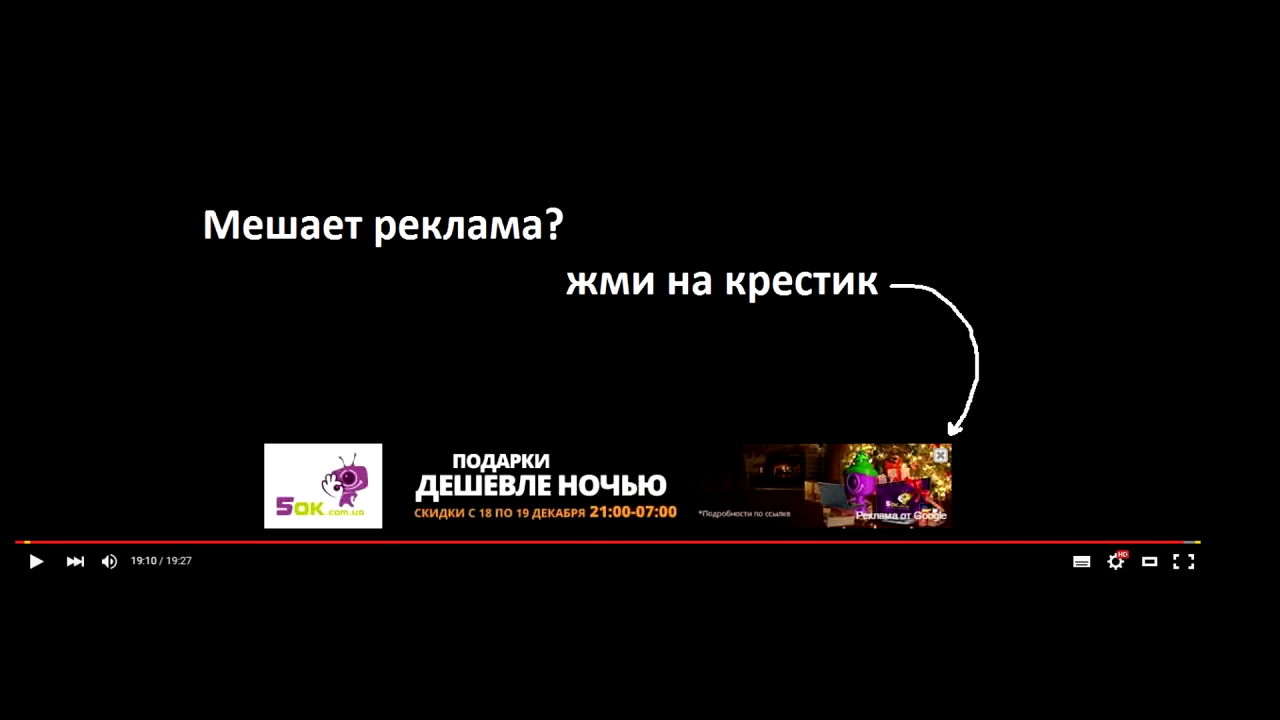 Мешает реклама?
жми на крестик
5ок.com.ua
ПОДАРКИ
ДЕШЕВЛЕ НОЧЬЮ
СКИДКИ С 18 ПО 19 ДЕКАБРЯ 21:00-07:00
*Подробности по ссылке
Реклама от Google
19:10 / 19:27
HD